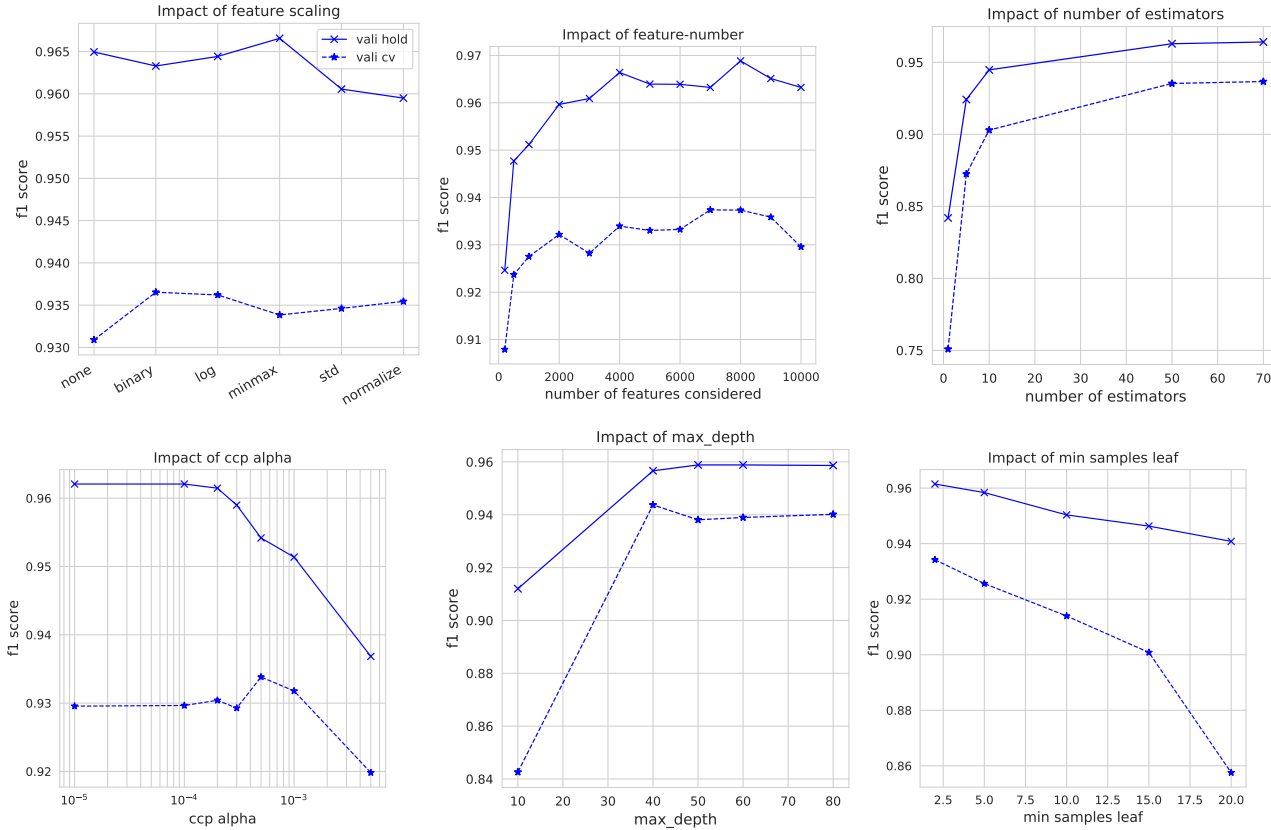 Impact of feature scaling
vali hold
vali cv
0.965
0.960
0.955
0.950
0.945
0.940
0.935
0.930
f1 score
none
binary
log
minmax
std
normalize
Impact of feature-number
0.97
0.96
0.95
0.94
0.93
0.92
0.91
f1 score
0 2000 4000 6000 8000 10000
number of features considered
Impact of number of estimators
0.95
0.90
0.85
0.80
0.75
f1 score
0 10 20 30 40 50 60 70
number of estimators
Impact of ccp alpha
0.96
0.95
0.94
0.93
0.92
f1 score
10⁻⁵ 10⁻⁴ 10⁻³
ccp alpha
Impact of max_depth
0.96
0.94
0.92
0.90
0.88
0.86
0.84
f1 score
10 20 30 40 50 60 70 80
max_depth
Impact of min samples leaf
0.96
0.94
0.92
0.90
0.88
0.86
f1 score
2.5 5.0 7.5 10.0 12.5 15.0 17.5 20.0
min samples leaf